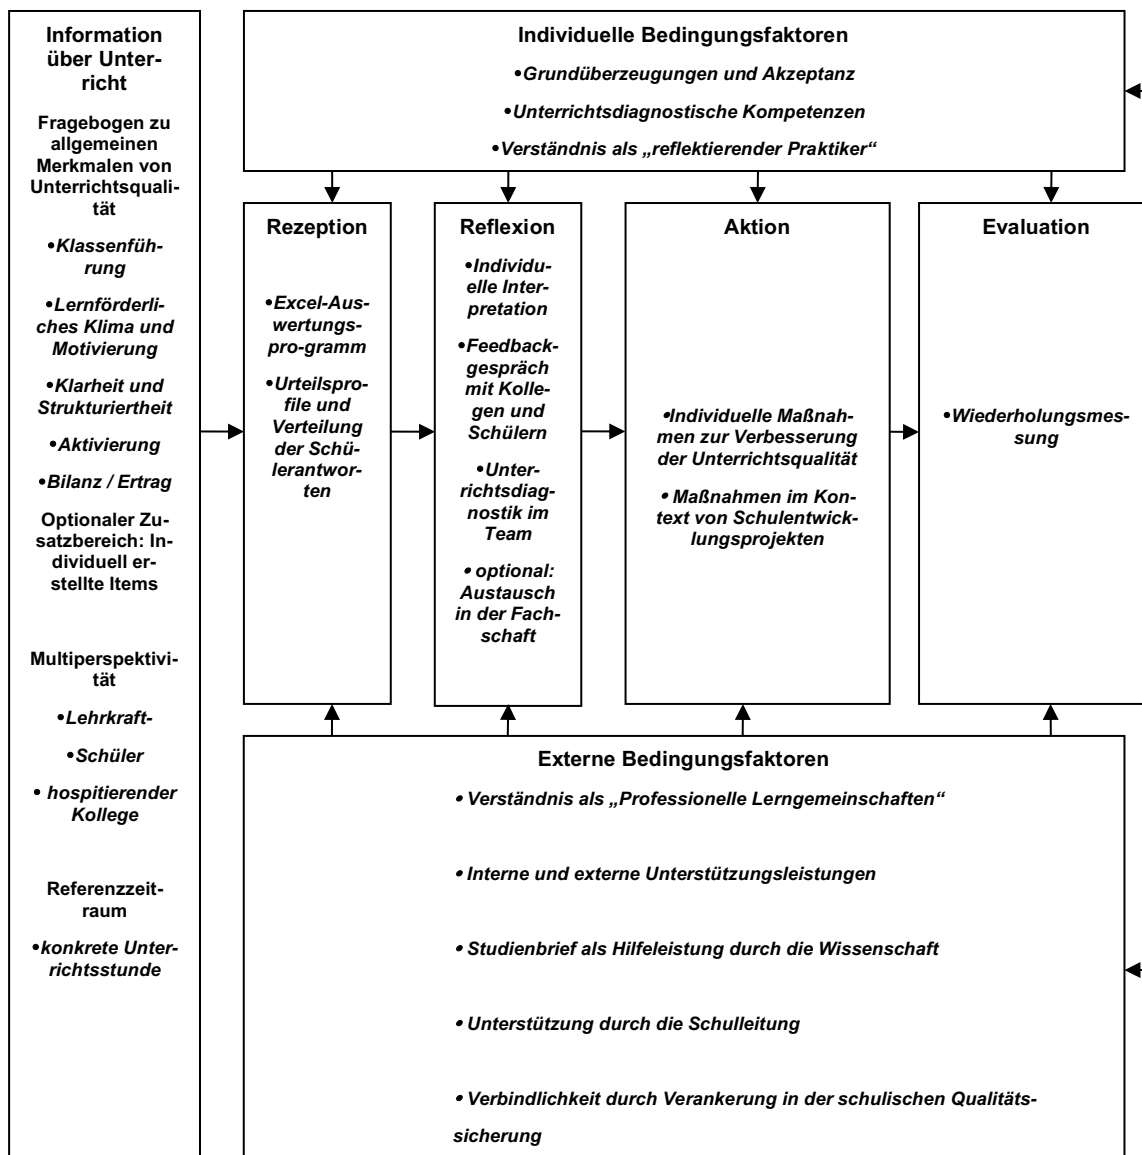 Information
über Unter-
richt
Fragebogen zu
allgemeinen
Merkmalen von
Unterrichtsquali-
tät
•Klassenfüh-
rung
•Lernförderli-
ches Klima und
Motivierung
•Klarheit und
Strukturiertheit
•Aktivierung
•Bilanz / Ertrag
Optionaler Zu-
satzbereich: In-
dividuell er-
stellte Items
Multiperspektivi-
tät
•Lehrkraft-
•Schüler
• hospitierender
Kollege
Referenzzeit-
raum
•konkrete Unter-
richtsstunde
Individuelle Bedingungsfaktoren
•Grundüberzeugungen und Akzeptanz
•Unterrichtsdiagnostische Kompetenzen
•Verständnis als „reflektierender Praktiker“
Rezeption
•Excel-Aus-
wertungs-
pro-gramm
•Urteilspro-
file und
Verteilung
der Schü-
lerantwor-
ten
Reflexion
•Individu-
elle Inter-
pretation
•Feedback-
gespräch
mit Kolle-
gen und
Schülern
•Unter-
richtsdiag-
nostik im
Team
• optional:
Austausch
in der Fach-
schaft
Aktion
•Individuelle Maßnah-
men zur Verbesserung
der Unterrichtsqualität
• Maßnahmen im Kon-
text von Schulentwick-
lungsprojekten
Evaluation
•Wiederholungsmes-
sung
Externe Bedingungsfaktoren
• Verständnis als „Professionelle Lerngemeinschaften“
• Interne und externe Unterstützungsleistungen
• Studienbrief als Hilfeleistung durch die Wissenschaft
• Unterstützung durch die Schulleitung
• Verbindlichkeit durch Verankerung in der schulischen Qualitäts-
sicherung